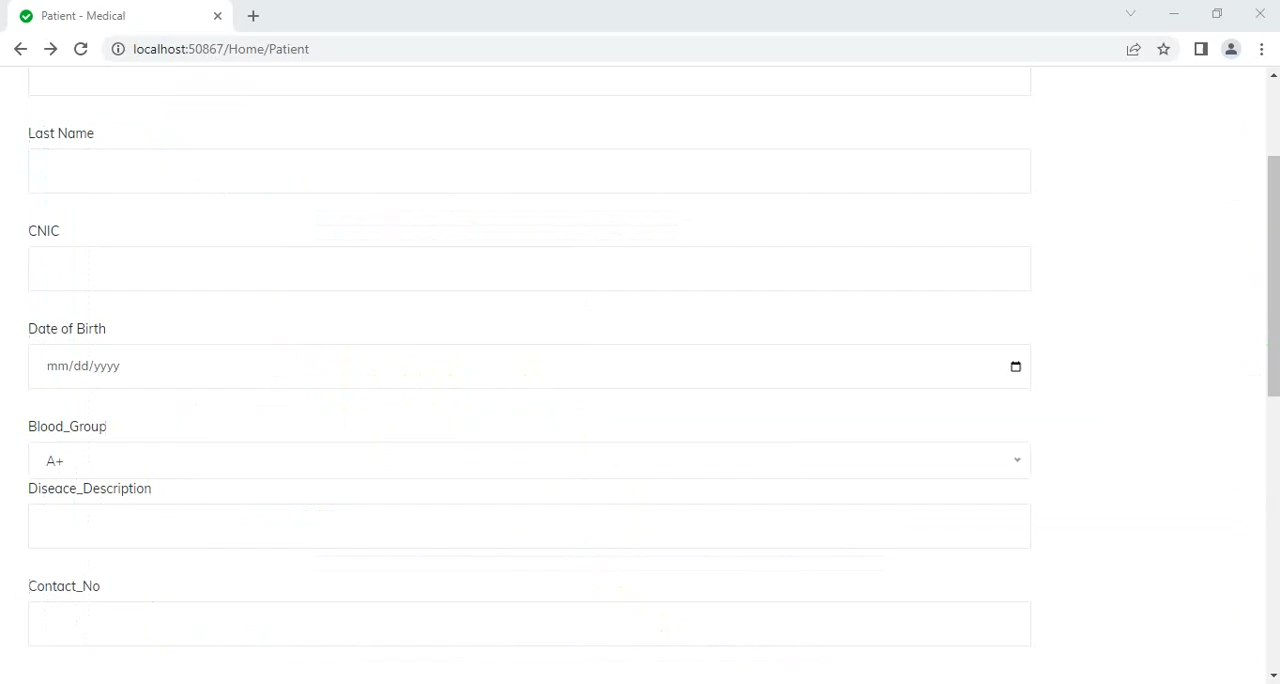 Patient - Medical
localhost:50867/Home/Patient
Last Name
CNIC
Date of Birth
mm/dd/yyyy
Blood_Group
A+
Diseace_Description
Contact_No